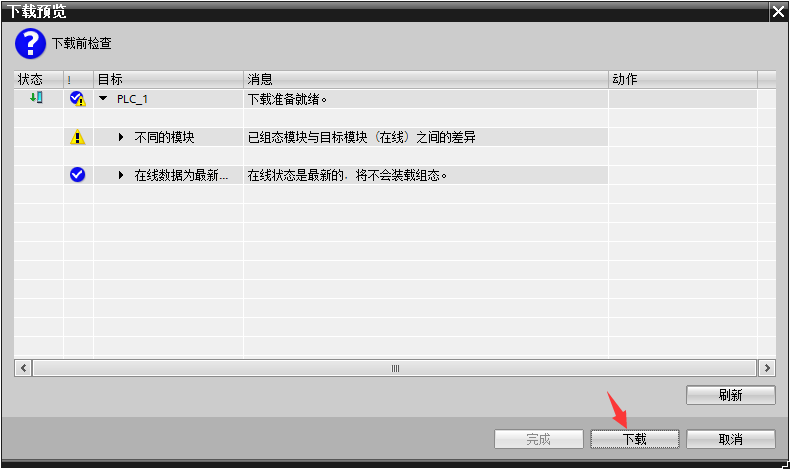 下载预览
下载前检查
状态 ! 目标 消息 动作
PLC_1 下载准备就绪。
不同的模块 已组态模块与目标模块（在线）之间的差异
在线数据为最新... 在线状态是最新的，将不会装载组态。
刷新
完成 下载 取消